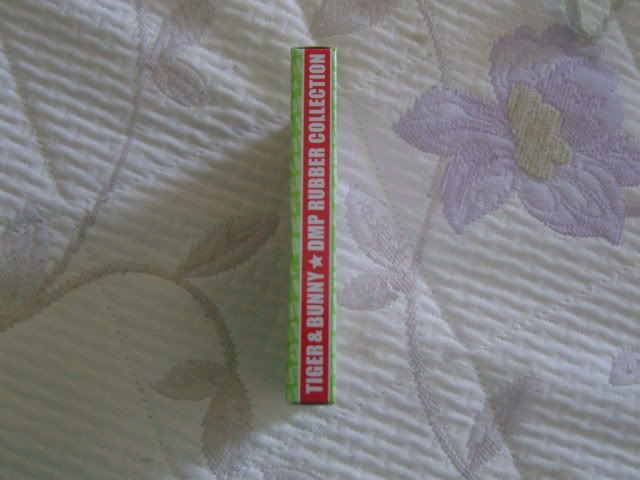 TIGER & BUNNY ★ DMP RUBBER COLLECTION